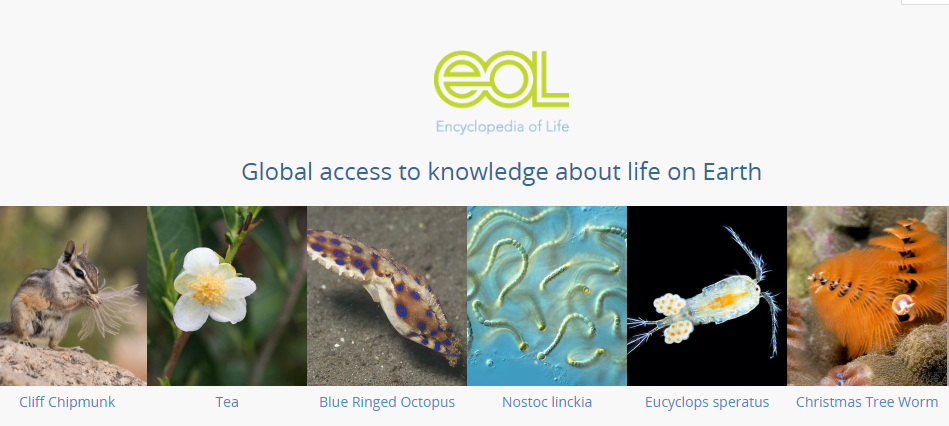 eol
Encyclopedia of Life
Global access to knowledge about life on Earth
Cliff Chipmunk
Tea
Blue Ringed Octopus
Nostoc linckia
Eucyclops speratus
Christmas Tree Worm